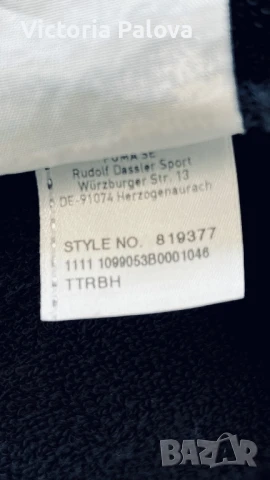 Victoria Palova
PUMA SE
Rudolf Dassler Sport
Würzburger Str. 13
DE-91074 Herzogenaurach
STYLE NO. 819377
1111 1099053B0001046
TTRBH
BAZAR